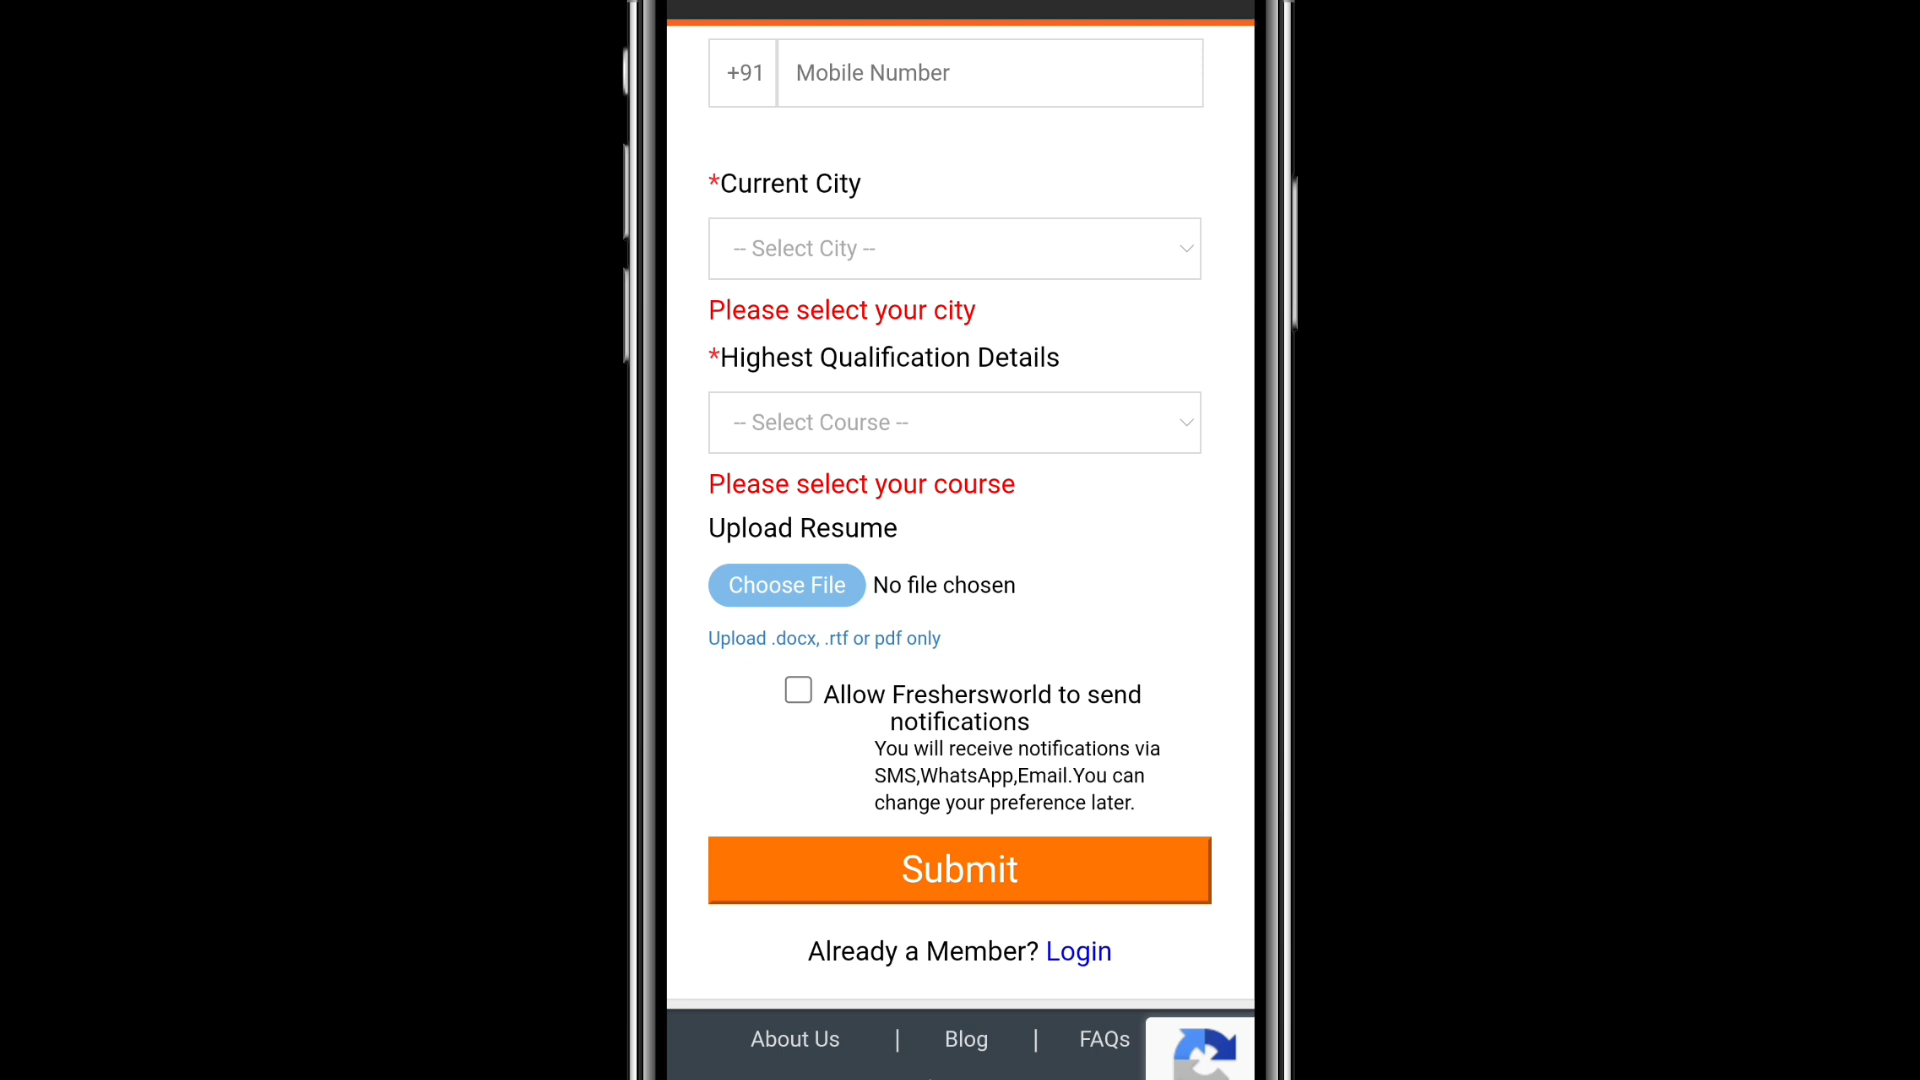 +91 Mobile Number
*Current City
-- Select City --
Please select your city
*Highest Qualification Details
-- Select Course --
Please select your course
Upload Resume
Choose File No file chosen
Upload .docx, .rtf or pdf only
Allow Freshersworld to send
notifications
You will receive notifications via
SMS,WhatsApp,Email.You can
change your preference later.
Submit
Already a Member? Login
About Us | Blog | FAQs